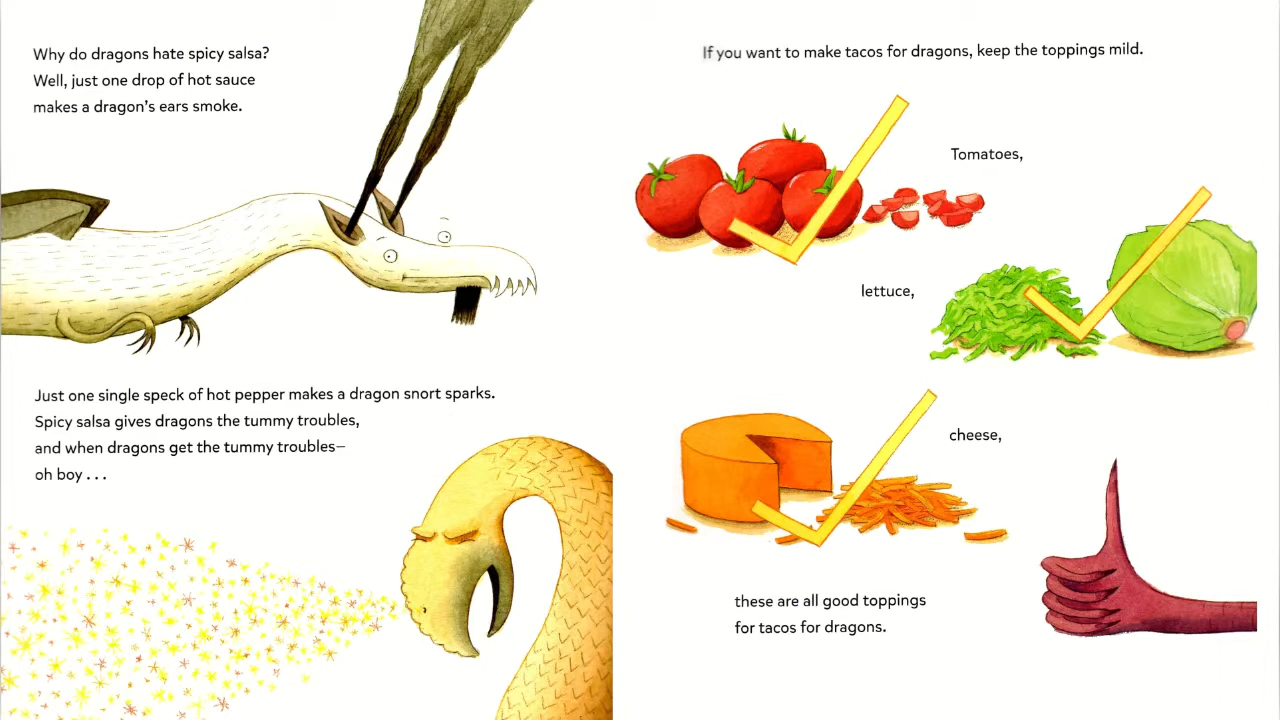 Why do dragons hate spicy salsa?
Well, just one drop of hot sauce
makes a dragon's ears smoke.
Just one single speck of hot pepper makes a dragon snort sparks.
Spicy salsa gives dragons the tummy troubles,
and when dragons get the tummy troubles—
oh boy . . .
If you want to make tacos for dragons, keep the toppings mild.
Tomatoes,
lettuce,
cheese,
these are all good toppings
for tacos for dragons.